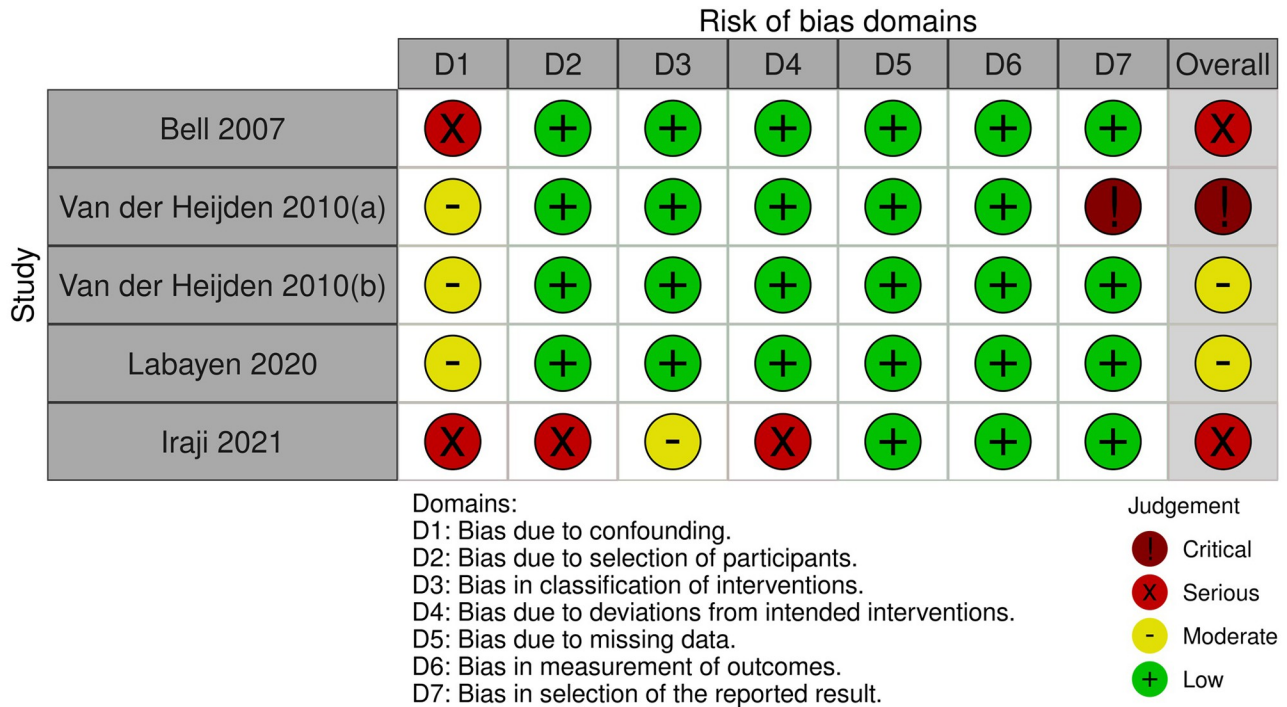 Risk of bias domains
D1 D2 D3 D4 D5 D6 D7 Overall
Study
Bell 2007 X + + + + + + X
Van der Heijden 2010(a) - + + + + + ! !
Van der Heijden 2010(b) - + + + + + + -
Labayen 2020 - + + + + + + -
Iraji 2021 X X - X + + + X
Domains:
D1: Bias due to confounding.
D2: Bias due to selection of participants.
D3: Bias in classification of interventions.
D4: Bias due to deviations from intended interventions.
D5: Bias due to missing data.
D6: Bias in measurement of outcomes.
D7: Bias in selection of the reported result.
Judgement
! Critical
X Serious
- Moderate
+ Low